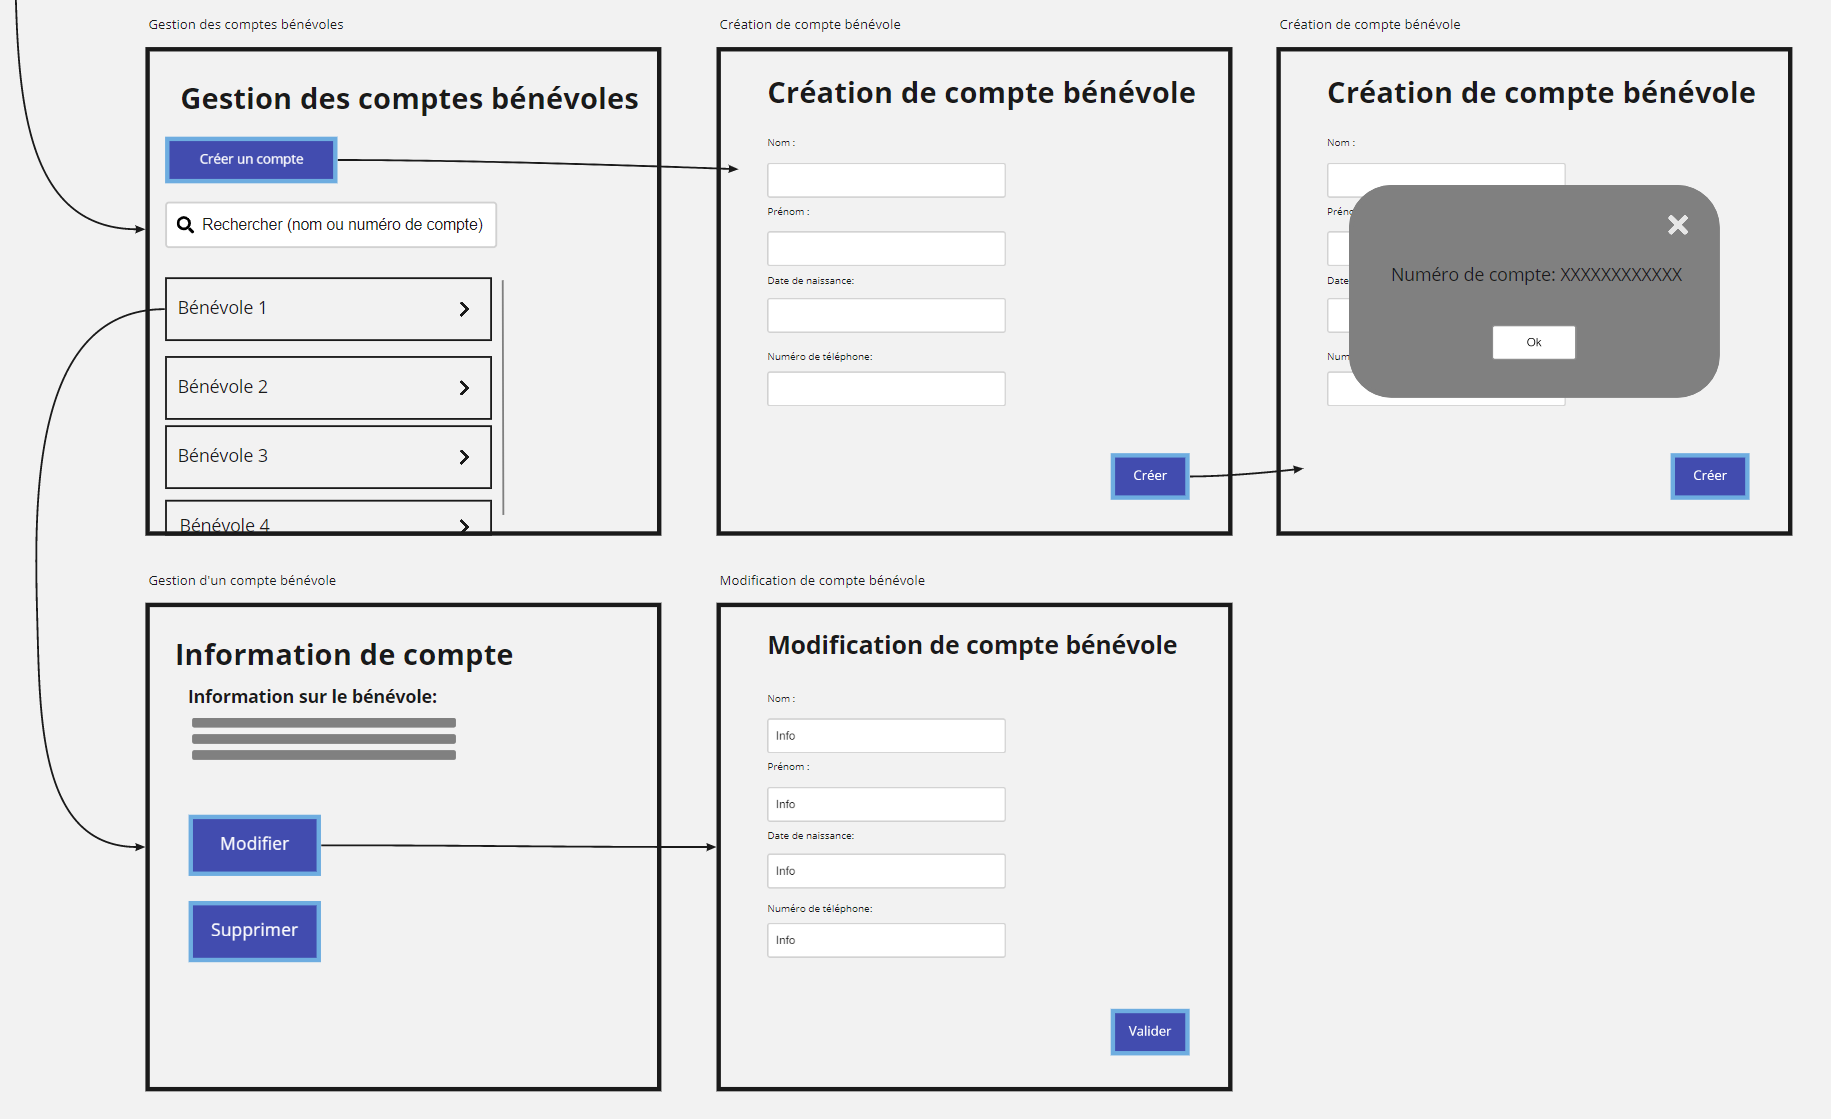 Gestion des comptes bénévoles
Gestion des comptes bénévoles
Créer un compte
Rechercher (nom ou numéro de compte)
Bénévole 1
Bénévole 2
Bénévole 3
Bénévole 4
Création de compte bénévole
Création de compte bénévole
Nom :
Prénom :
Date de naissance:
Numéro de téléphone:
Créer
Création de compte bénévole
Création de compte bénévole
Nom :
Préno
Date
Num
Numéro de compte: XXXXXXXXXXXX
Ok
Créer
Gestion d'un compte bénévole
Information de compte
Information sur le bénévole:
Modifier
Supprimer
Modification de compte bénévole
Modification de compte bénévole
Nom :
Info
Prénom :
Info
Date de naissance:
Info
Numéro de téléphone:
Info
Valider